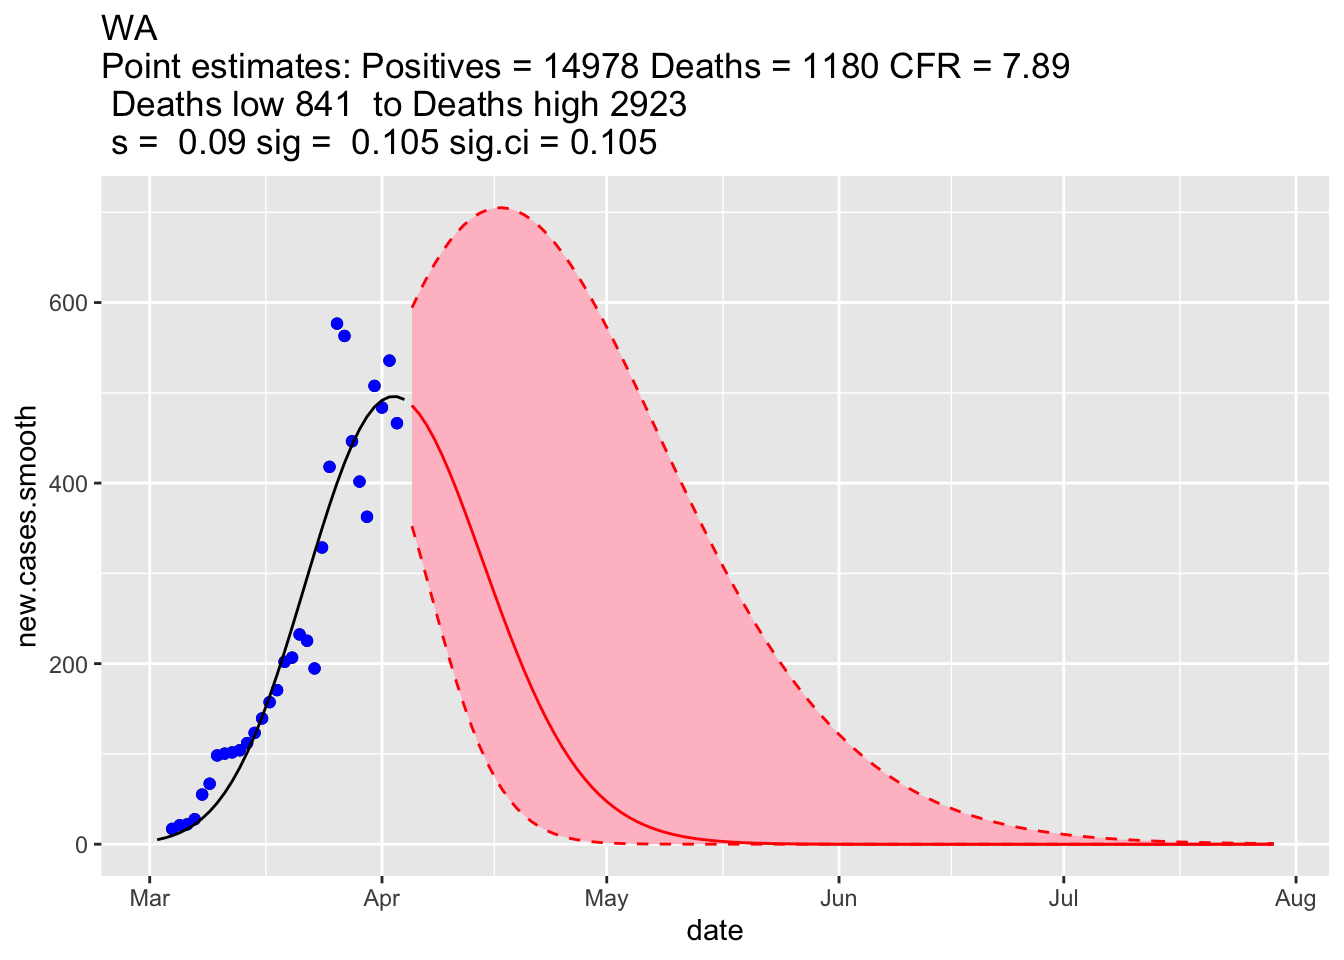 WA
Point estimates: Positives = 14978 Deaths = 1180 CFR = 7.89
Deaths low 841  to Deaths high 2923
s =  0.09 sig =  0.105 sig.ci = 0.105
600
400
200
0
new.cases.smooth
Mar Apr May Jun Jul Aug
date